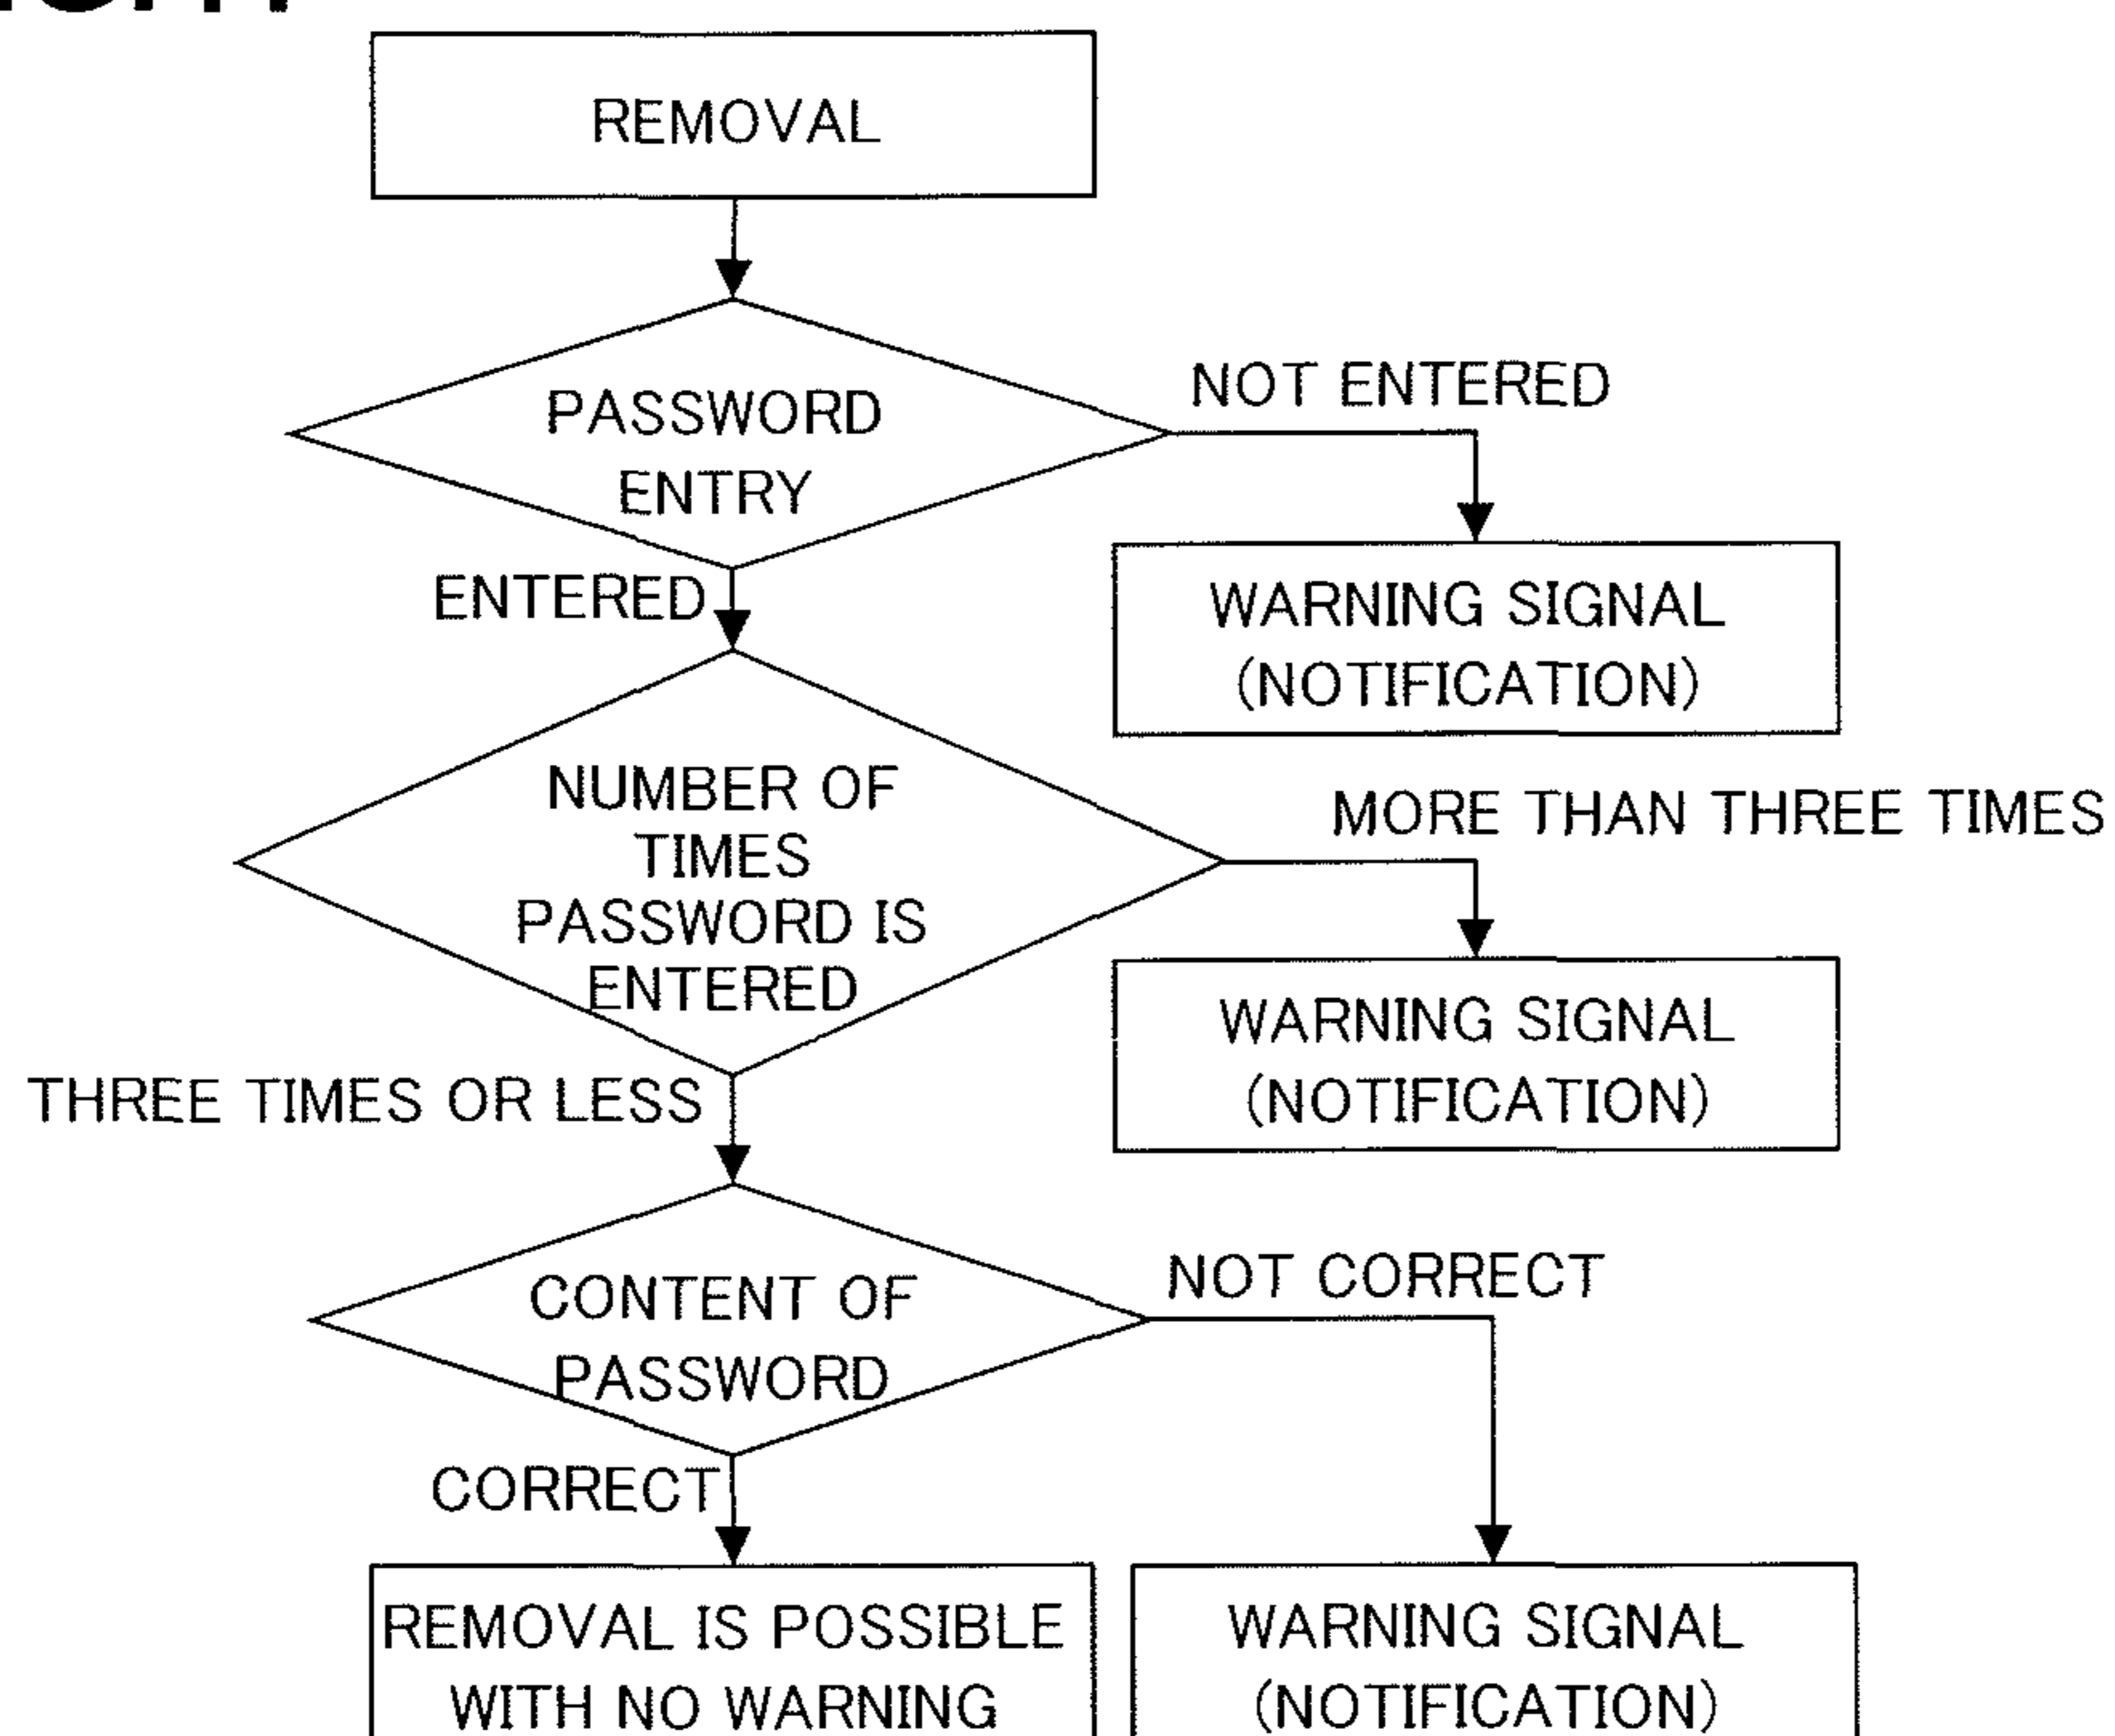 REMOVAL
PASSWORD
ENTRY
NOT ENTERED
ENTERED
WARNING SIGNAL
(NOTIFICATION)
NUMBER OF
TIMES
PASSWORD IS
ENTERED
MORE THAN THREE TIMES
WARNING SIGNAL
(NOTIFICATION)
THREE TIMES OR LESS
CONTENT OF
PASSWORD
NOT CORRECT
CORRECT
REMOVAL IS POSSIBLE
WITH NO WARNING
WARNING SIGNAL
(NOTIFICATION)